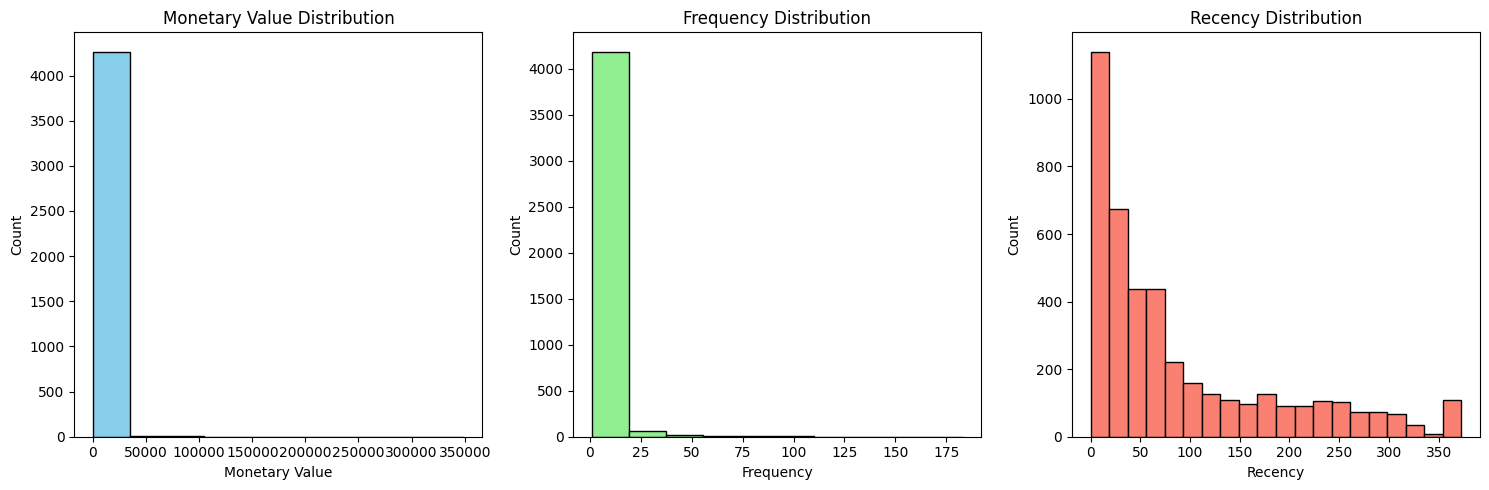 Monetary Value Distribution
4000
3500
3000
2500
2000
1500
1000
500
0
Count
0 50000 100000 150000 200000 250000 300000 350000
Monetary Value
Frequency Distribution
4000
3500
3000
2500
2000
1500
1000
500
0
Count
0 25 50 75 100 125 150 175
Frequency
Recency Distribution
1000
800
600
400
200
0
Count
0 50 100 150 200 250 300 350
Recency